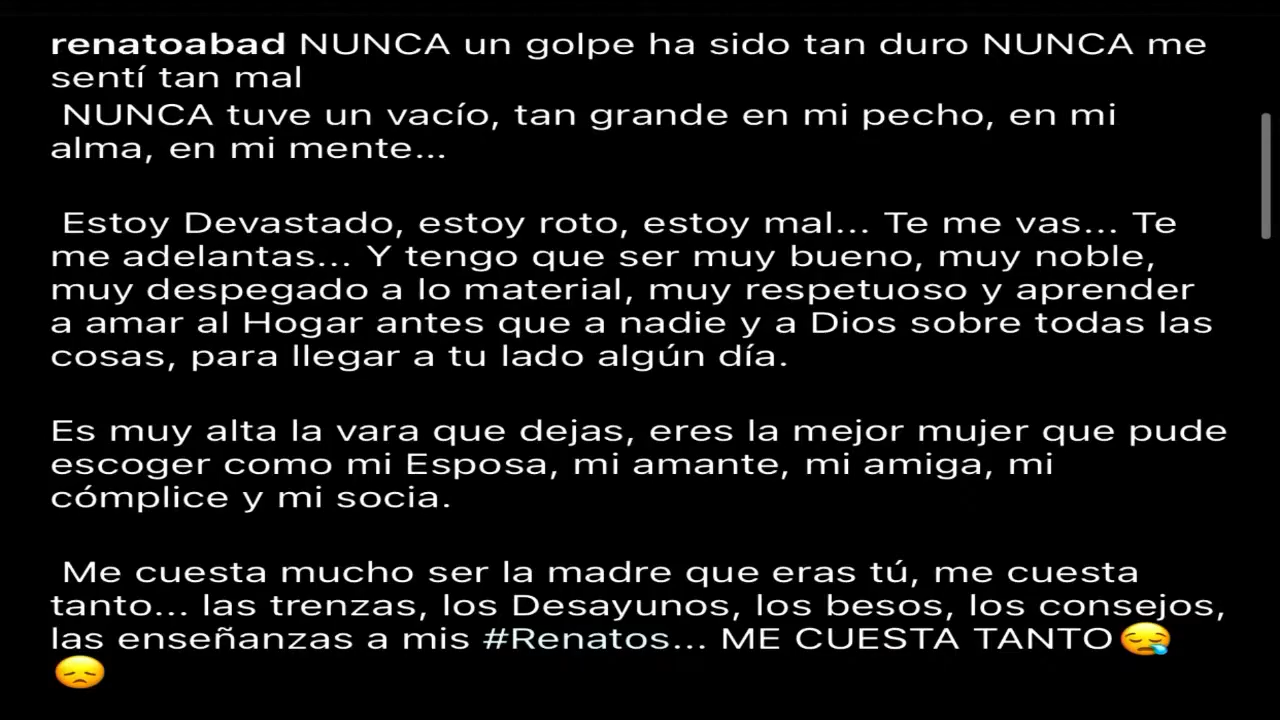 renatoabad NUNCA un golpe ha sido tan duro NUNCA me
sentí tan mal
NUNCA tuve un vacío, tan grande en mi pecho, en mi
alma, en mi mente...
Estoy Devastado, estoy roto, estoy mal... Te me vas... Te
me adelantas... Y tengo que ser muy bueno, muy noble,
muy despegado a lo material, muy respetuoso y aprender
a amar al Hogar antes que a nadie y a Dios sobre todas las
cosas, para llegar a tu lado algún día.
Es muy alta la vara que dejas, eres la mejor mujer que pude
escoger como mi Esposa, mi amante, mi amiga, mi
cómplice y mi socia.
Me cuesta mucho ser la madre que eras tú, me cuesta
tanto... las trenzas, los Desayunos, los besos, los consejos,
las enseñanzas a mis #Renatos... ME CUESTA TANTO😪
😞